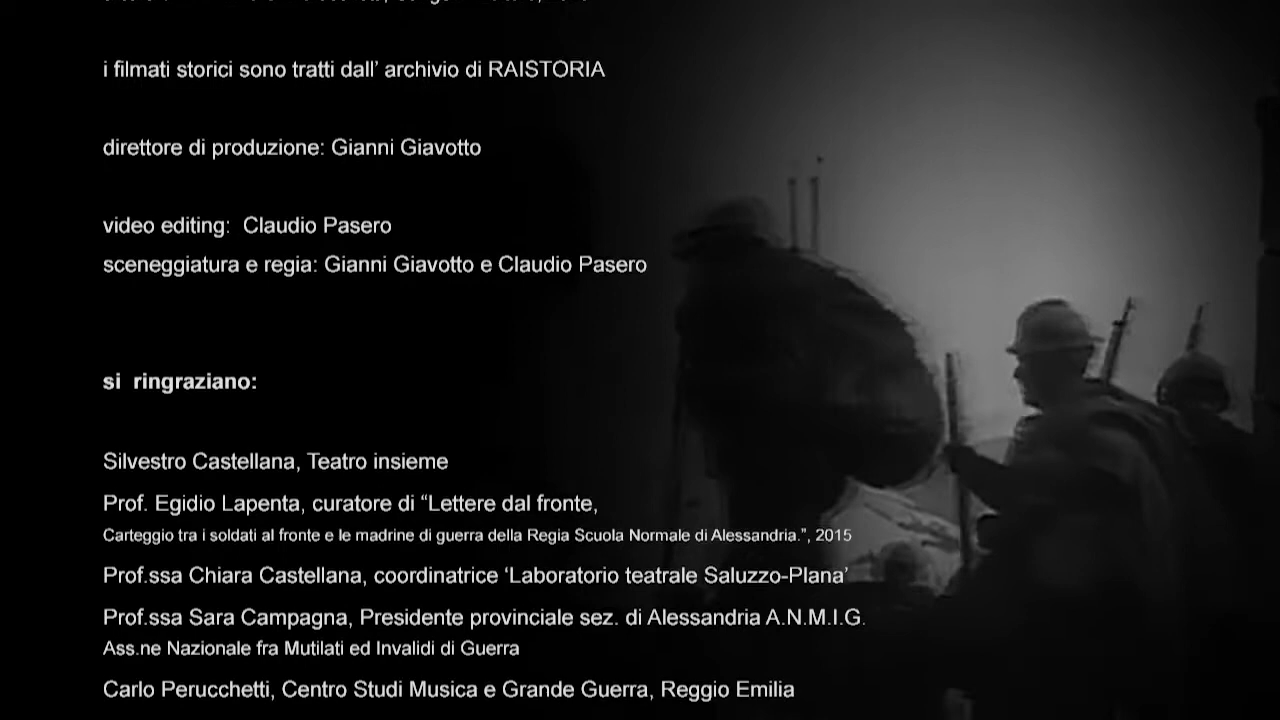 i filmati storici sono tratti dall’ archivio di RAISTORIA
direttore di produzione: Gianni Giavotto
video editing:  Claudio Pasero
sceneggiatura e regia: Gianni Giavotto e Claudio Pasero
si  ringraziano:
Silvestro Castellana, Teatro insieme
Prof. Egidio Lapenta, curatore di “Lettere dal fronte,
Carteggio tra i soldati al fronte e le madrine di guerra della Regia Scuola Normale di Alessandria.”, 2015
Prof.ssa Chiara Castellana, coordinatrice ‘Laboratorio teatrale Saluzzo-Plana’
Prof.ssa Sara Campagna, Presidente provinciale sez. di Alessandria A.N.M.I.G.
Ass.ne Nazionale fra Mutilati ed Invalidi di Guerra
Carlo Perucchetti, Centro Studi Musica e Grande Guerra, Reggio Emilia